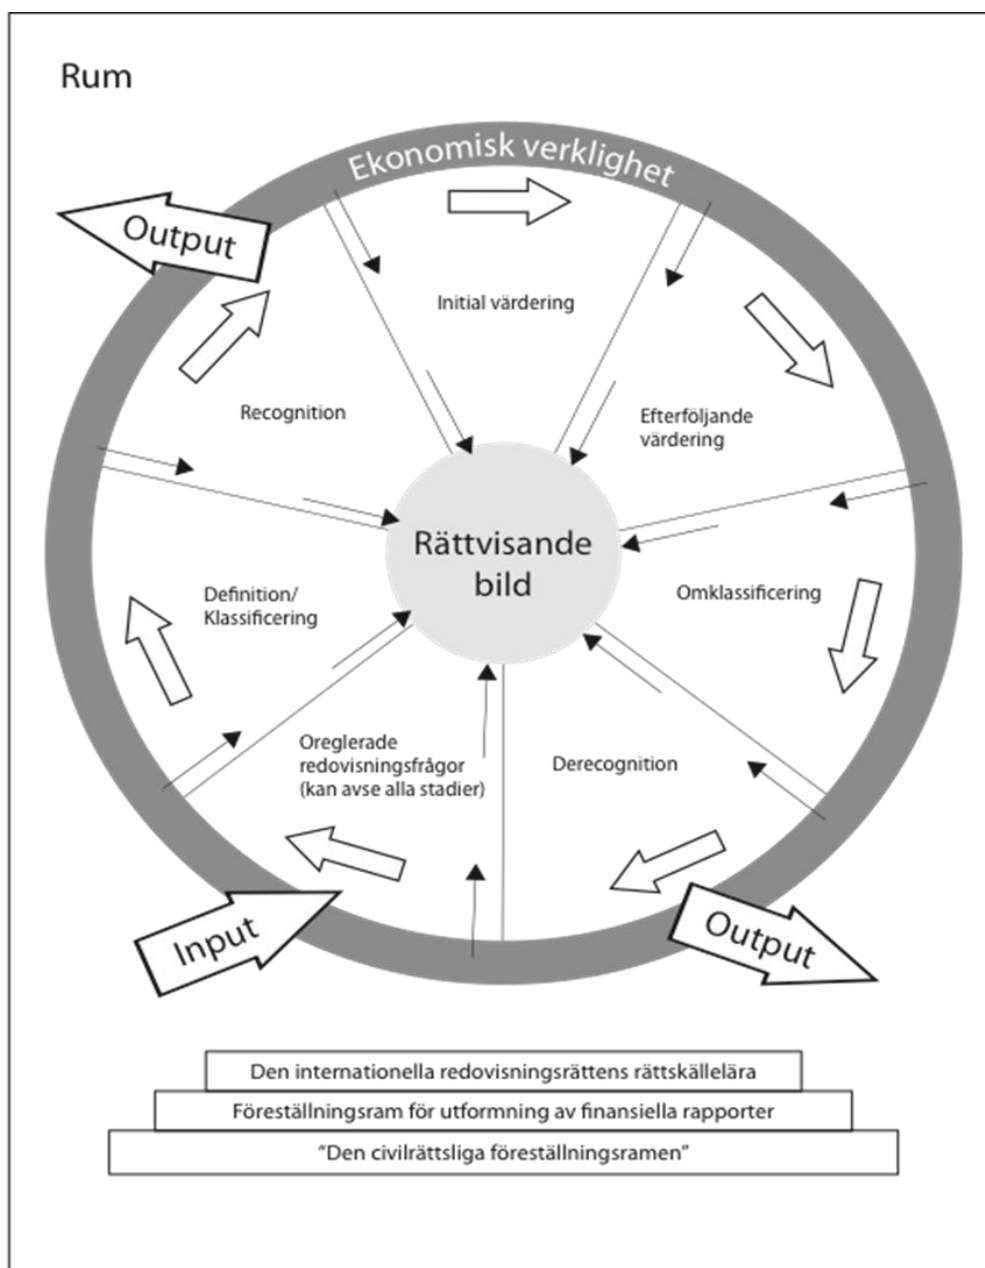 Rum
Ekonomisk verklighet
Output
Initial värdering
Recognition
Efterföljande
värdering
Rättvisande
bild
Definition/
Klassificering
Omklassificering
Oreglerade
redovisningsfrågor
(kan avse alla stadier)
Derecognition
Input
Output
Den internationella redovisningsrättens rättskällelära
Föreställningsram för utformning av finansiella rapporter
“Den civilrättsliga föreställningsramen”